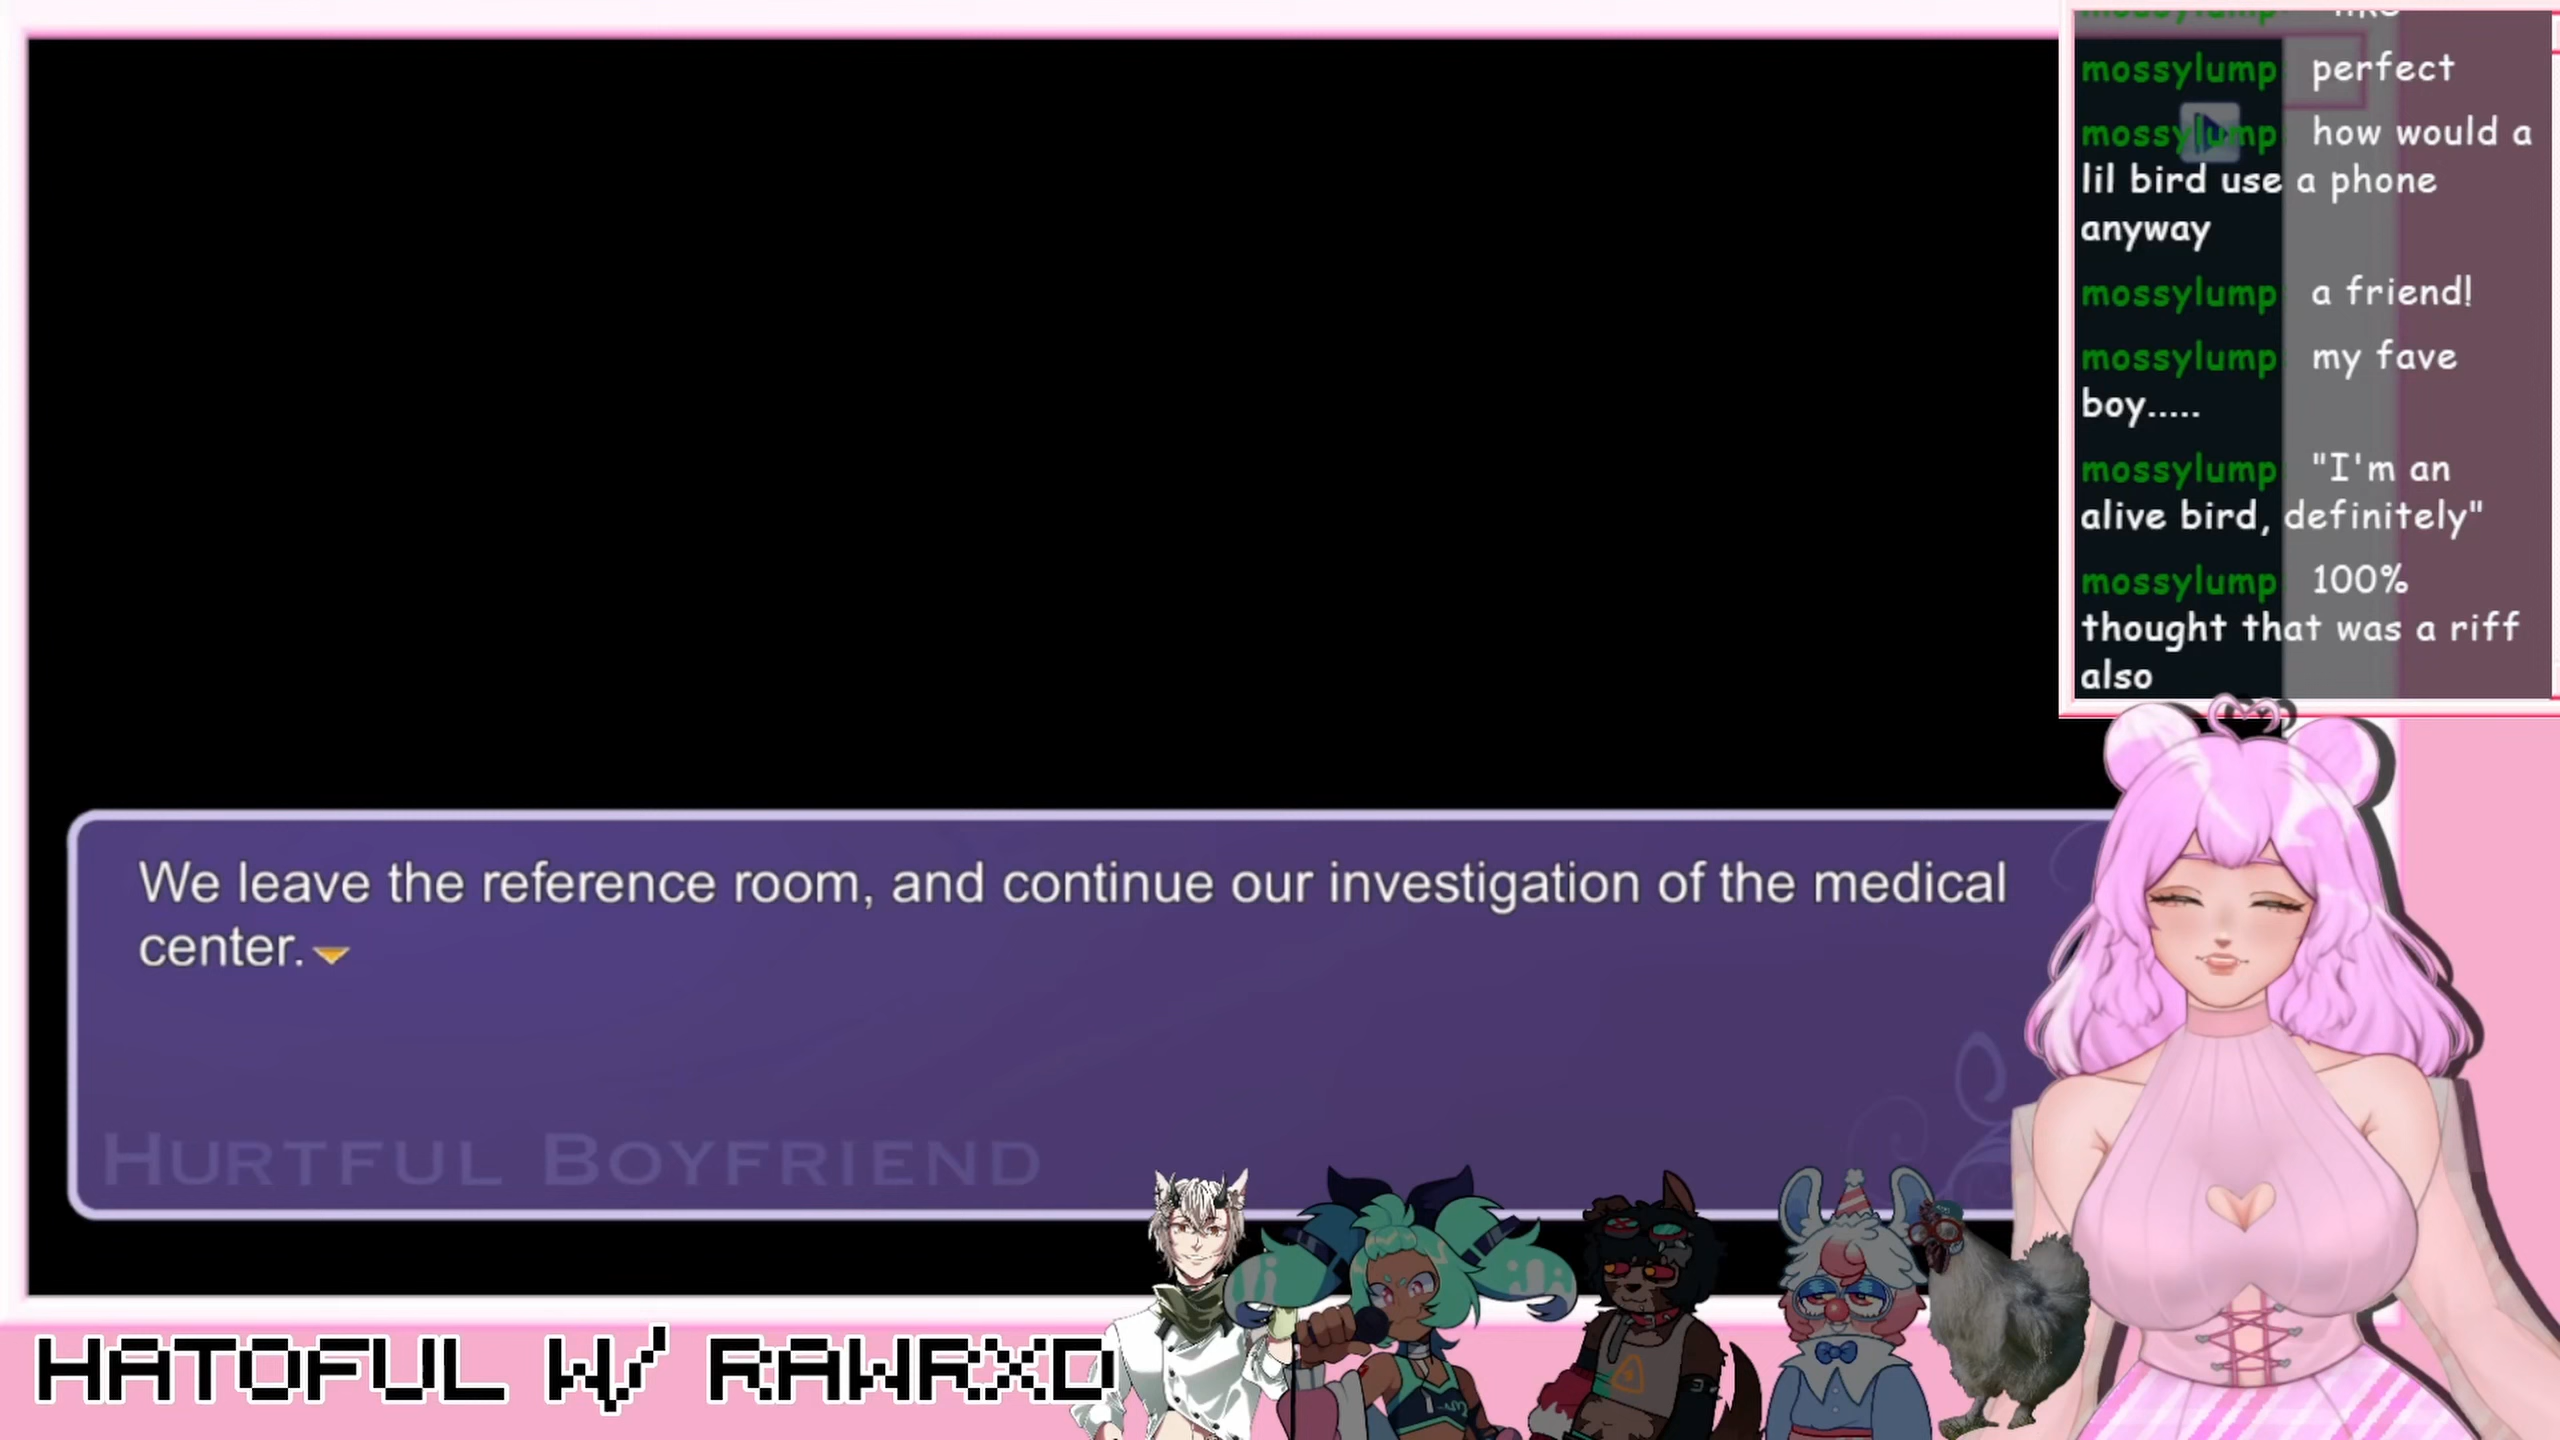 mossylump perfect
mossylump how would a
lil bird use a phone
anyway
mossylump a friend!
mossylump my fave
boy.....
mossylump "I'm an
alive bird, definitely"
mossylump 100%
thought that was a riff
also
We leave the reference room, and continue our investigation of the medical
center.
HURTFUL BOYFRIEND
HATOFUL W/ RAWRXD